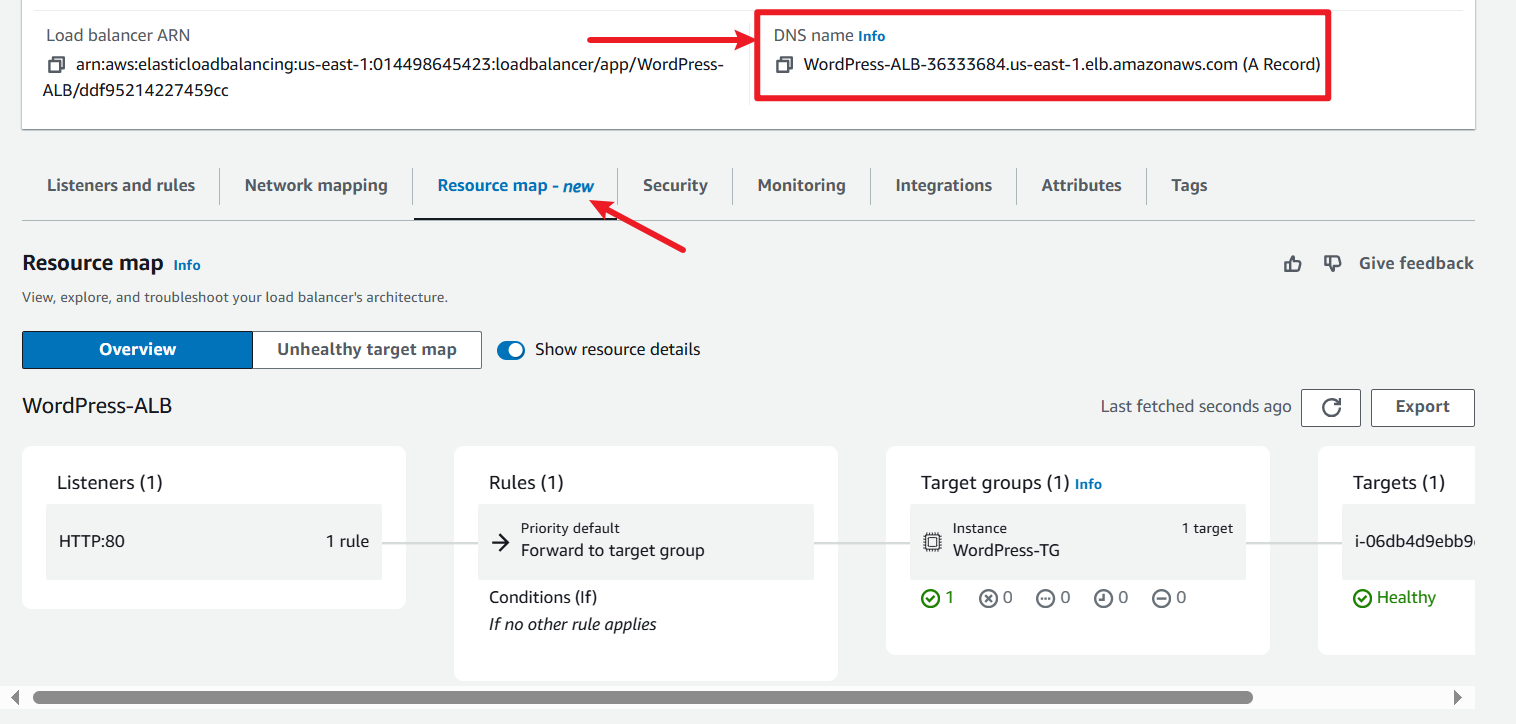 Load balancer ARN
arn:aws:elasticloadbalancing:us-east-1:014498645423:loadbalancer/app/WordPress-
ALB/ddf95214227459cc
DNS name Info
WordPress-ALB-36333684.us-east-1.elb.amazonaws.com (A Record)
Listeners and rules Network mapping Resource map - new Security Monitoring Integrations Attributes Tags
Resource map Info
Give feedback
View, explore, and troubleshoot your load balancer's architecture.
Overview Unhealthy target map Show resource details
WordPress-ALB
Last fetched seconds ago Export
Listeners (1)
HTTP:80 1 rule
Rules (1)
Priority default
Forward to target group
Conditions (If)
If no other rule applies
Target groups (1) Info
Instance 1 target
WordPress-TG
1 0 0 0 0
Targets (1)
i-06db4d9ebb9
Healthy